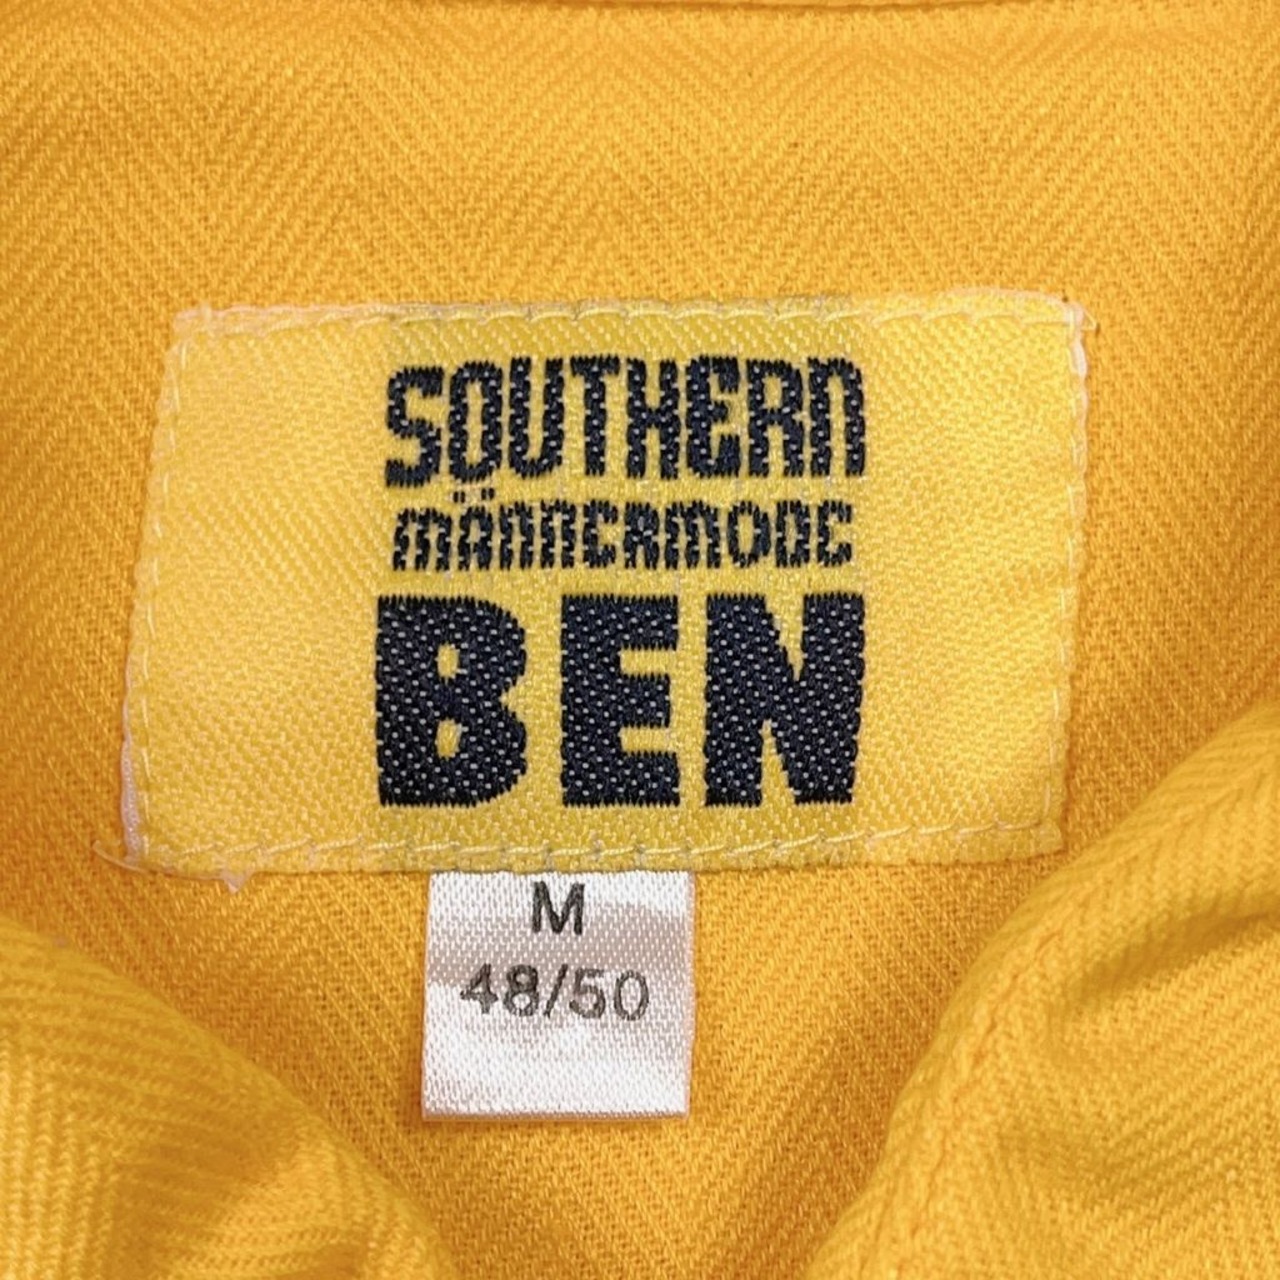 SOUTHERN
MÄNNERMODE
BEN
M
48/50